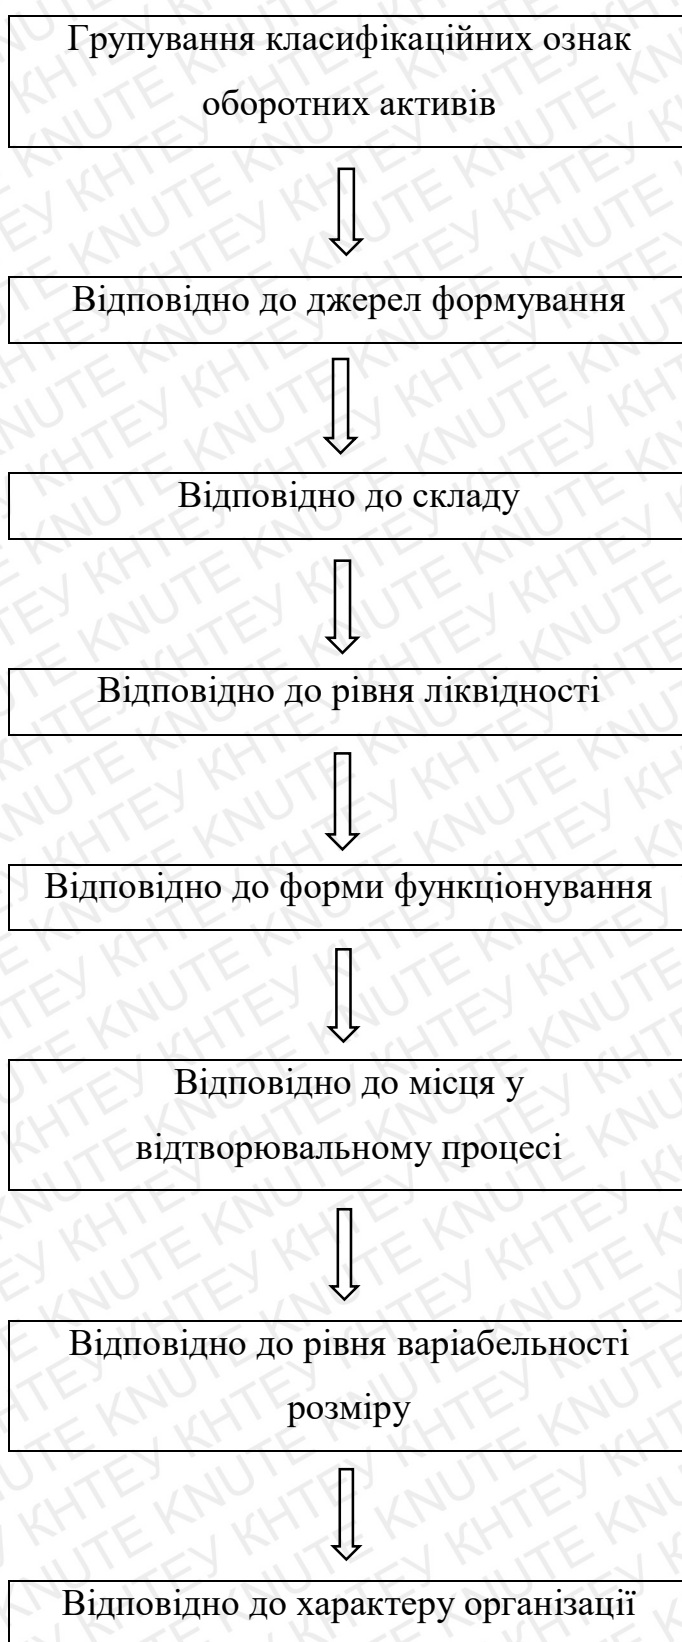 Групування класифікаційних ознак
оборотних активів
Відповідно до джерел формування
Відповідно до складу
Відповідно до рівня ліквідності
Відповідно до форми функціонування
Відповідно до місця у
відтворювальному процесі
Відповідно до рівня варіабельності
розміру
Відповідно до характеру організації